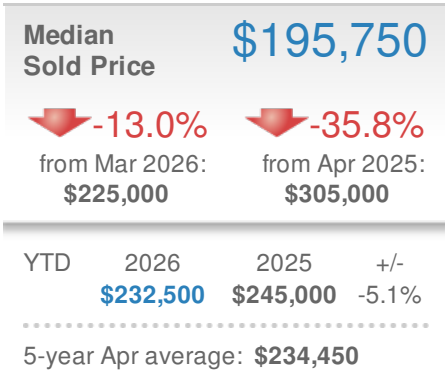 Median $195,750
Sold Price
-13.0% -35.8%
from Mar 2026: from Apr 2025:
$225,000 $305,000
YTD 2026 2025 +/-
$232,500 $245,000 -5.1%
5-year Apr average: $234,450